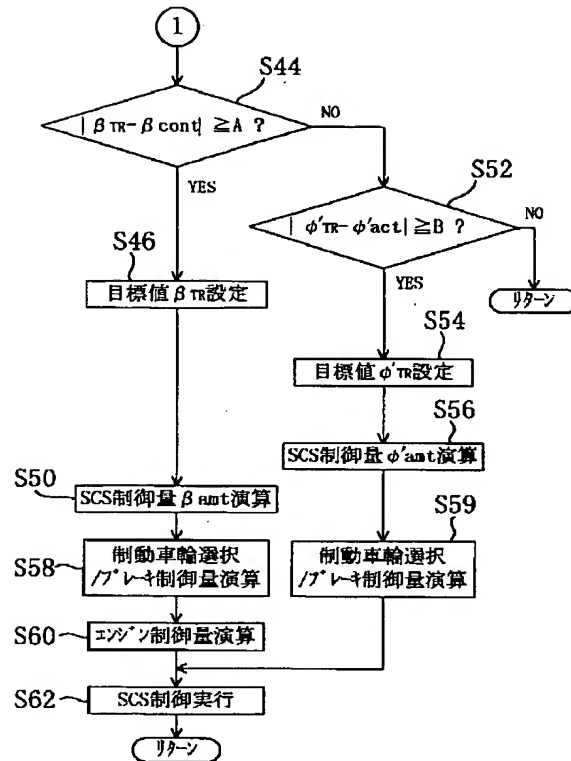 1
S44
| βTR-βcont| ≧A ?
NO
YES
S52
| φ'TR-φ'act| ≧B ?
NO
YES
S46
目標値 βTR設定
リターン
S54
目標値 φ'TR設定
S56
SCS制御量 φ'amt演算
S50
SCS制御量 βamt演算
S59
制動車輪選択
/ブレーキ制御量演算
S58
制動車輪選択
/ブレーキ制御量演算
S60
エンジン制御量演算
S62
SCS制御実行
リターン